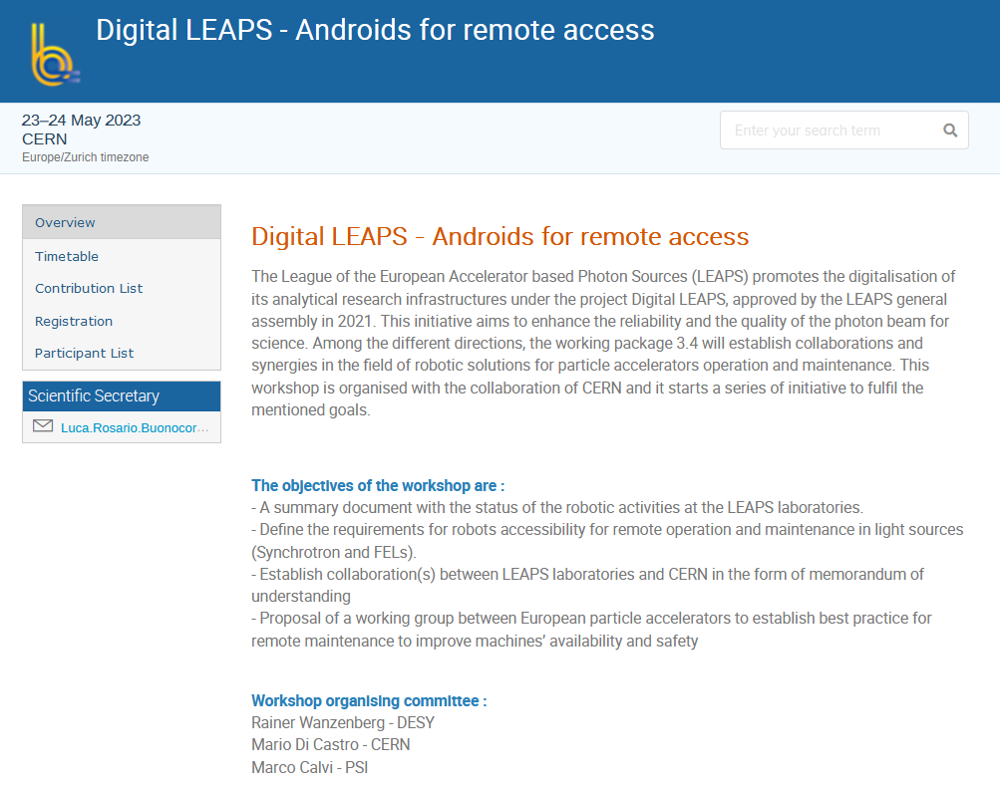 Digital LEAPS - Androids for remote access
23–24 May 2023
CERN
Europe/Zurich timezone
Enter your search term
Overview
Timetable
Contribution List
Registration
Participant List
Scientific Secretary
Luca.Rosario.Buonocor...
Digital LEAPS - Androids for remote access
The League of the European Accelerator based Photon Sources (LEAPS) promotes the digitalisation of
its analytical research infrastructures under the project Digital LEAPS, approved by the LEAPS general
assembly in 2021. This initiative aims to enhance the reliability and the quality of the photon beam for
science. Among the different directions, the working package 3.4 will establish collaborations and
synergies in the field of robotic solutions for particle accelerators operation and maintenance. This
workshop is organised with the collaboration of CERN and it starts a series of initiative to fulfil the
mentioned goals.
The objectives of the workshop are :
- A summary document with the status of the robotic activities at the LEAPS laboratories.
- Define the requirements for robots accessibility for remote operation and maintenance in light sources
(Synchrotron and FELs).
- Establish collaboration(s) between LEAPS laboratories and CERN in the form of memorandum of
understanding
- Proposal of a working group between European particle accelerators to establish best practice for
remote maintenance to improve machines’ availability and safety
Workshop organising committee :
Rainer Wanzenberg - DESY
Mario Di Castro - CERN
Marco Calvi - PSI